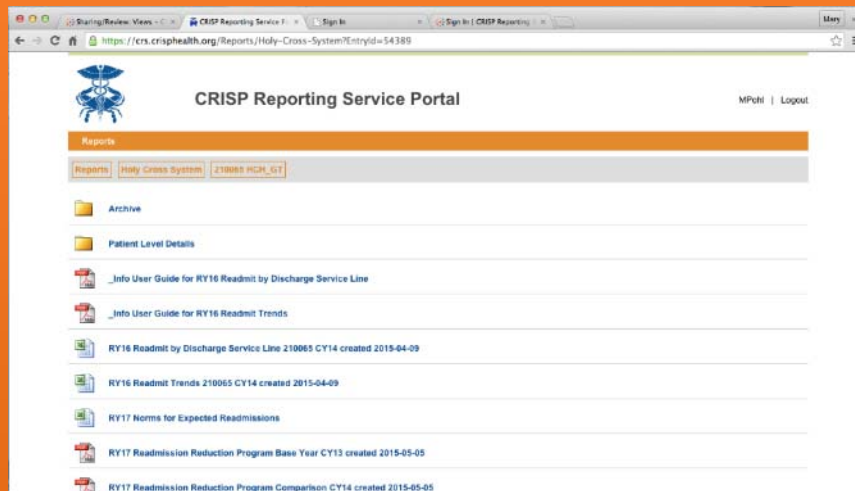 Sharing/Review: Views - C
CRISP Reporting Service P
Sign In
Sign In | CRISP Reporting
Mary
https://crs.crisphealth.org/Reports/Holy-Cross-System?EntryId=54389
CRISP Reporting Service Portal
MPohl | Logout
Reports
Reports Holy Cross System 210065 HCH_GT
Archive
Patient Level Details
_Info User Guide for RY16 Readmit by Discharge Service Line
_Info User Guide for RY16 Readmit Trends
RY16 Readmit by Discharge Service Line 210065 CY14 created 2015-04-09
RY16 Readmit Trends 210065 CY14 created 2015-04-09
RY17 Norms for Expected Readmissions
RY17 Readmission Reduction Program Base Year CY13 created 2015-05-05
RY17 Readmission Reduction Program Comparison CY14 created 2015-05-05